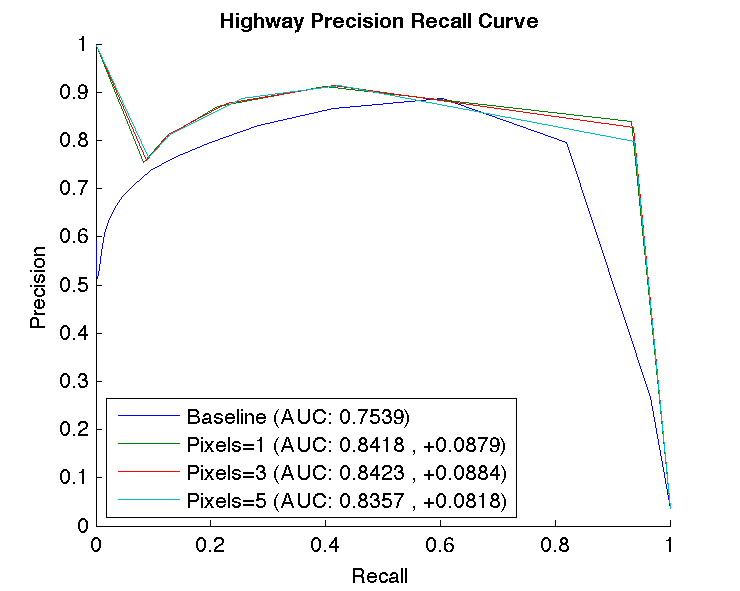 Highway Precision Recall Curve
1
0.9
0.8
0.7
0.6
0.5
0.4
0.3
0.2
0.1
0
Precision
Baseline (AUC: 0.7539)
Pixels=1 (AUC: 0.8418 , +0.0879)
Pixels=3 (AUC: 0.8423 , +0.0884)
Pixels=5 (AUC: 0.8357 , +0.0818)
0 0.2 0.4 0.6 0.8 1
Recall